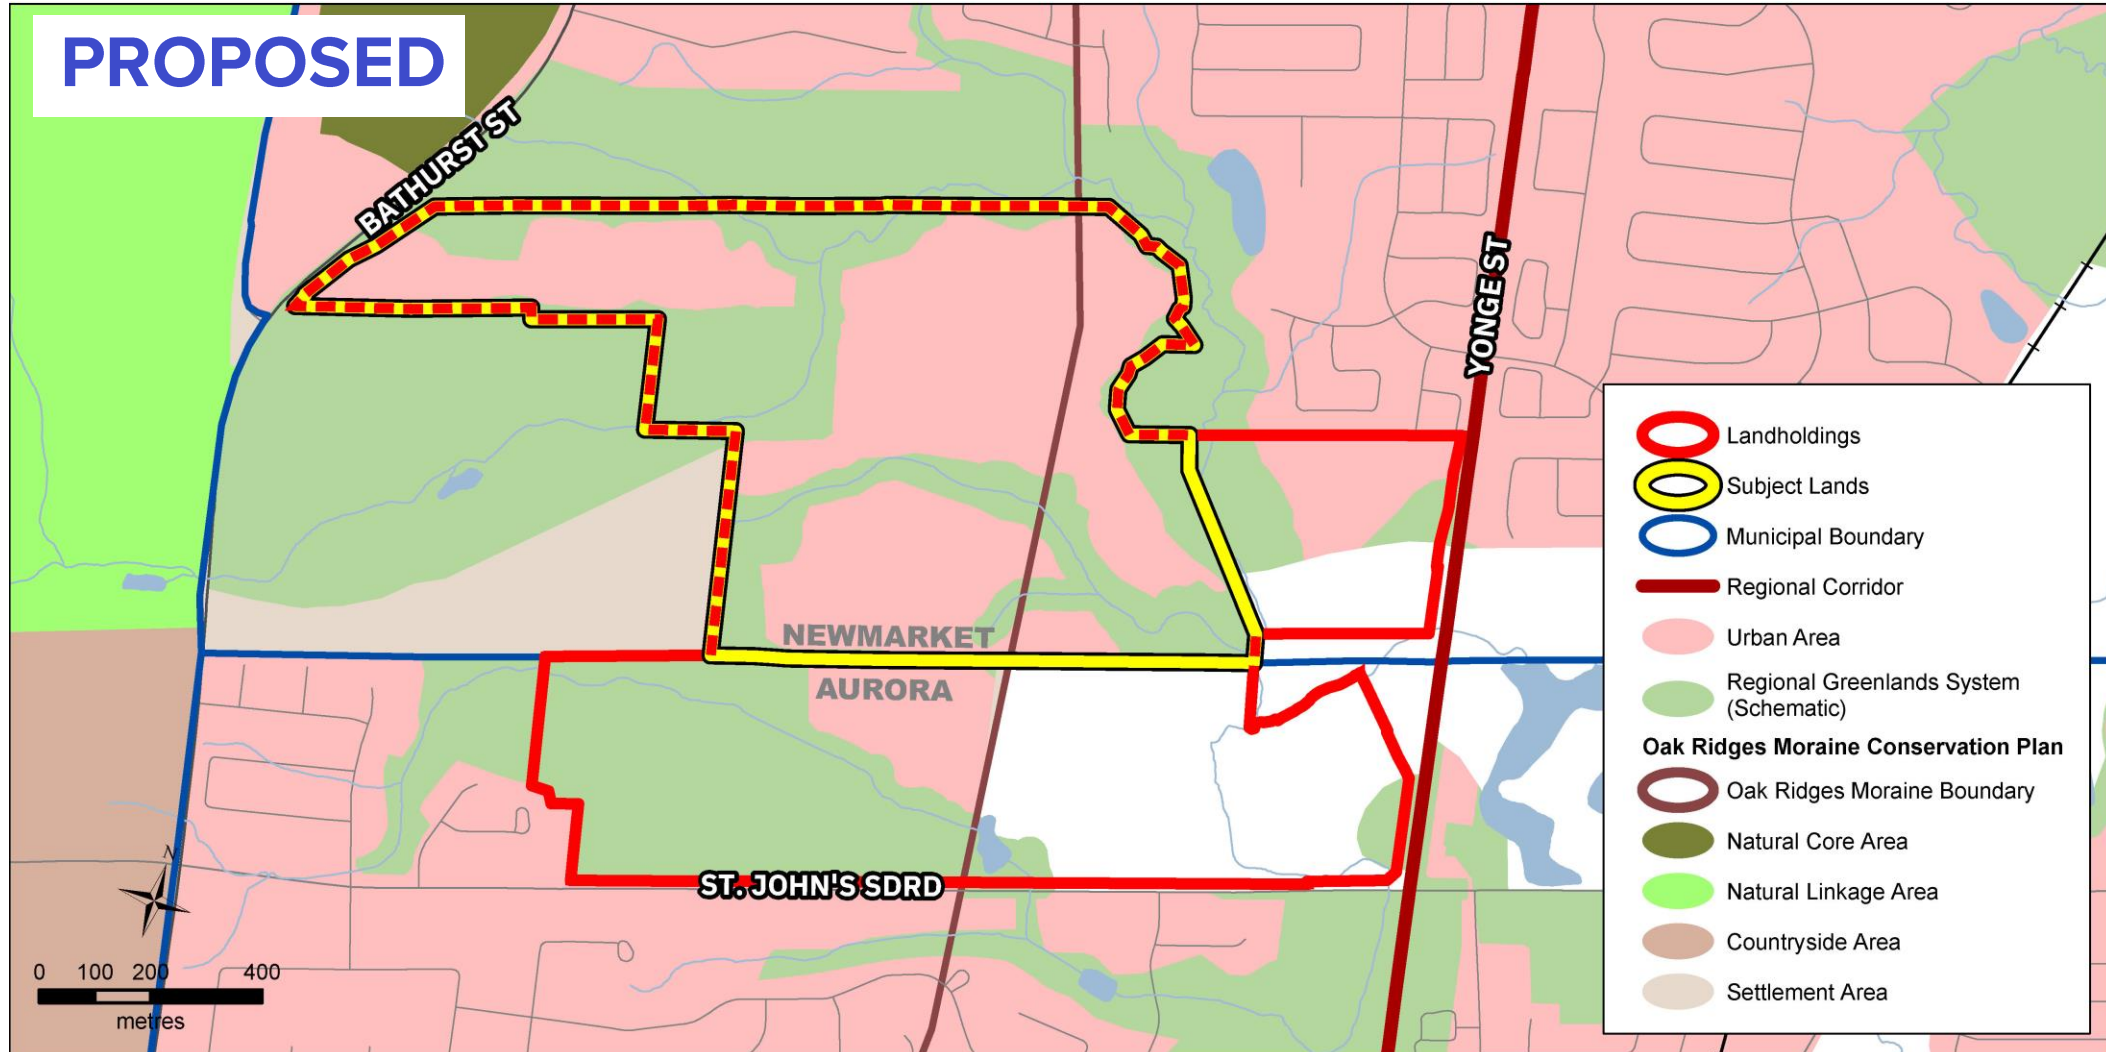 PROPOSED
BATHURST ST
YONGE ST
NEWMARKET
AURORA
ST. JOHN'S SDRD
N
0 100 200 400
metres
Landholdings
Subject Lands
Municipal Boundary
Regional Corridor
Urban Area
Regional Greenlands System
(Schematic)
Oak Ridges Moraine Conservation Plan
Oak Ridges Moraine Boundary
Natural Core Area
Natural Linkage Area
Countryside Area
Settlement Area